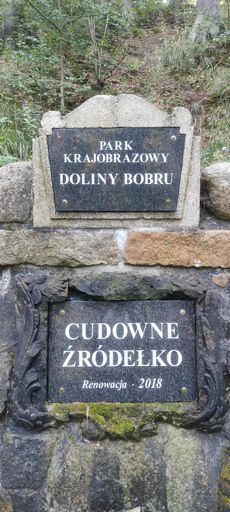 PARK
KRAJOBRAZOWY
DOLINY BOBRU
CUDOWNE
ŹRÓDEŁKO
Renowacja - 2018